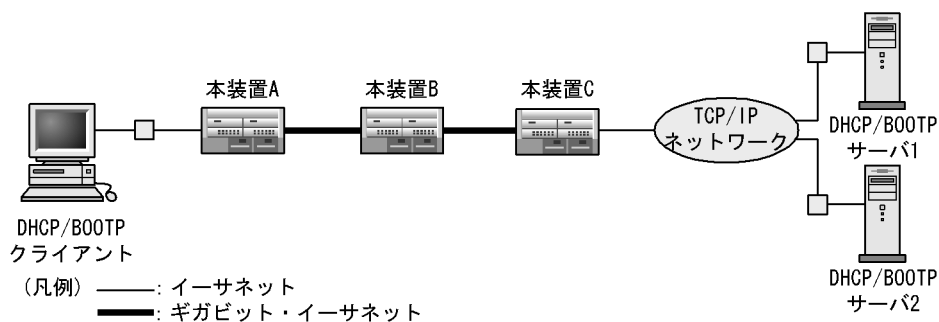 本装置A
本装置B
本装置C
TCP/IP
ネットワーク
DHCP/BOOTP
サーバ1
DHCP/BOOTP
クライアント
DHCP/BOOTP
サーバ2
(凡例)
: イーサネット
: ギガビット・イーサネット